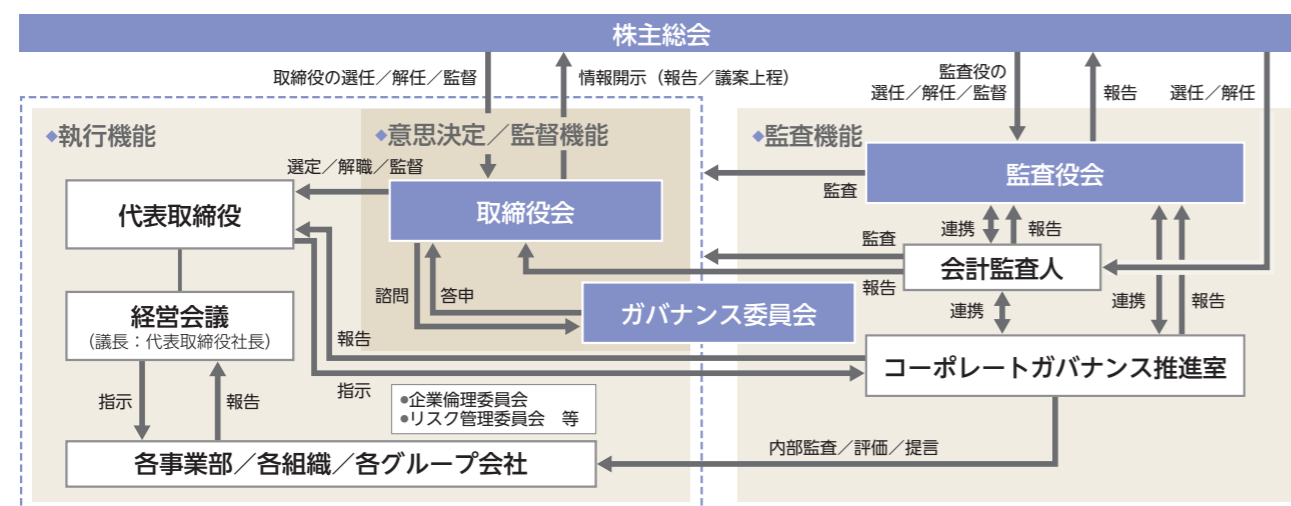 株主総会
取締役の選任／解任／監督
情報開示（報告／議案上程）
監査役の
選任／解任／監督
報告
選任／解任
◆執行機能
◆意思決定／監督機能
◆監査機能
選定／解職／監督
代表取締役
取締役会
監査役会
監査
連携
報告
監査
会計監査人
報告
諮問
答申
ガバナンス委員会
連携
連携
報告
経営会議
（議長：代表取締役社長）
報告
コーポレートガバナンス推進室
指示
指示
報告
●企業倫理委員会
●リスク管理委員会　等
内部監査／評価／提言
各事業部／各組織／各グループ会社